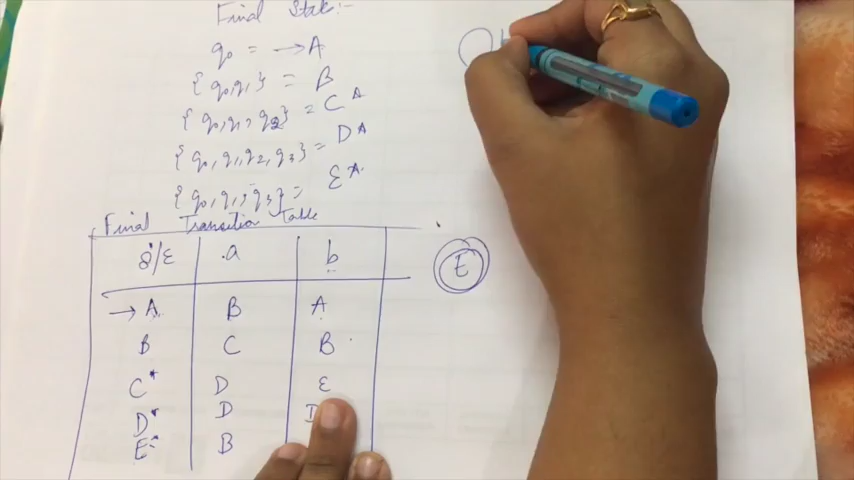 Final State:-
q₀ = →A
{q₀,q₁} = B
{q₀,q₁,q₂} = C*
{q₀,q₁,q₂,q₃} = D*
{q₀,q₁,q₃} = E*
Final Transition Table
δ/Σ a b
→A B A
B C B
C* D E
D* D D
E* B
E